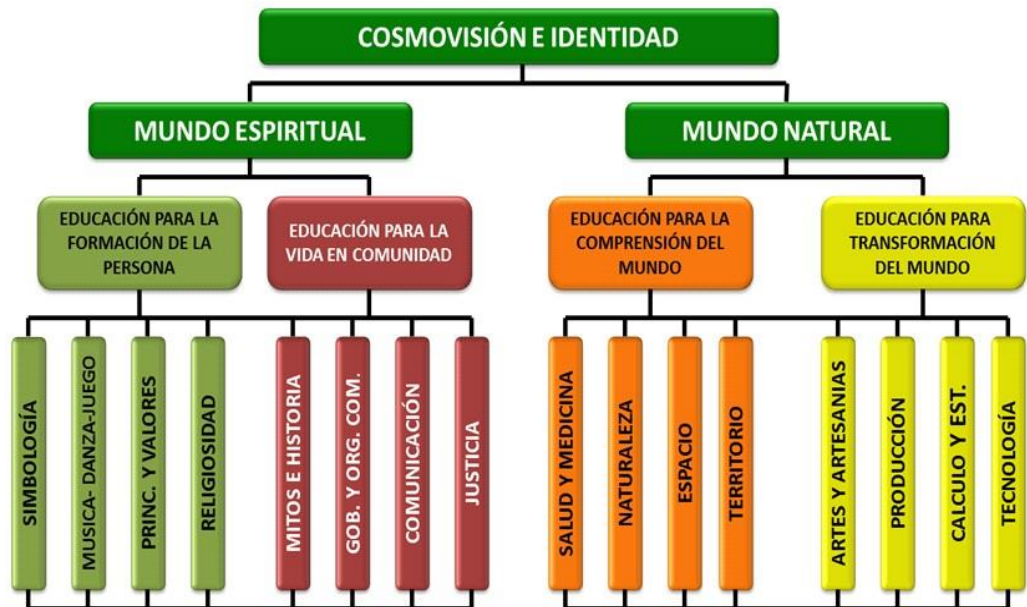 COSMOVISIÓN E IDENTIDAD
MUNDO ESPIRITUAL
MUNDO NATURAL
EDUCACIÓN PARA LA
FORMACIÓN DE LA
PERSONA
EDUCACIÓN PARA LA
VIDA EN COMUNIDAD
EDUCACIÓN PARA LA
COMPRENSIÓN DEL
MUNDO
EDUCACIÓN PARA
TRANSFORMACIÓN
DEL MUNDO
SIMBOLOGÍA
MUSICA- DANZA-JUEGO
PRINC. Y VALORES
RELIGIOSIDAD
MITOS E HISTORIA
GOB. Y ORG. COM.
COMUNICACIÓN
JUSTICIA
SALUD Y MEDICINA
NATURALEZA
ESPACIO
TERRITORIO
ARTES Y ARTESANIAS
PRODUCCIÓN
CALCULO Y EST.
TECNOLOGÍA